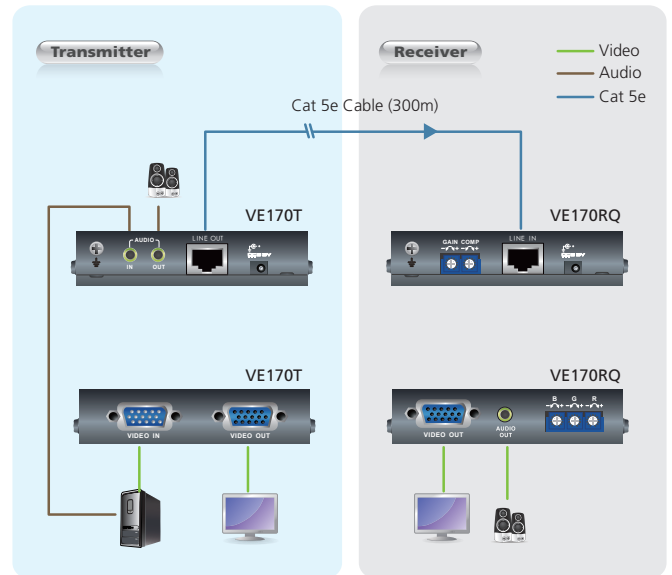 Transmitter
Receiver
Video
Audio
Cat 5e
Cat 5e Cable (300m)
VE170T
VE170RQ
AUDIO
IN
OUT
LINE OUT
GAIN COMP
- +
- +
LINE IN
VE170T
VE170RQ
VIDEO IN
VIDEO OUT
VIDEO OUT
AUDIO
OUT
B G R
- +
- +
- +